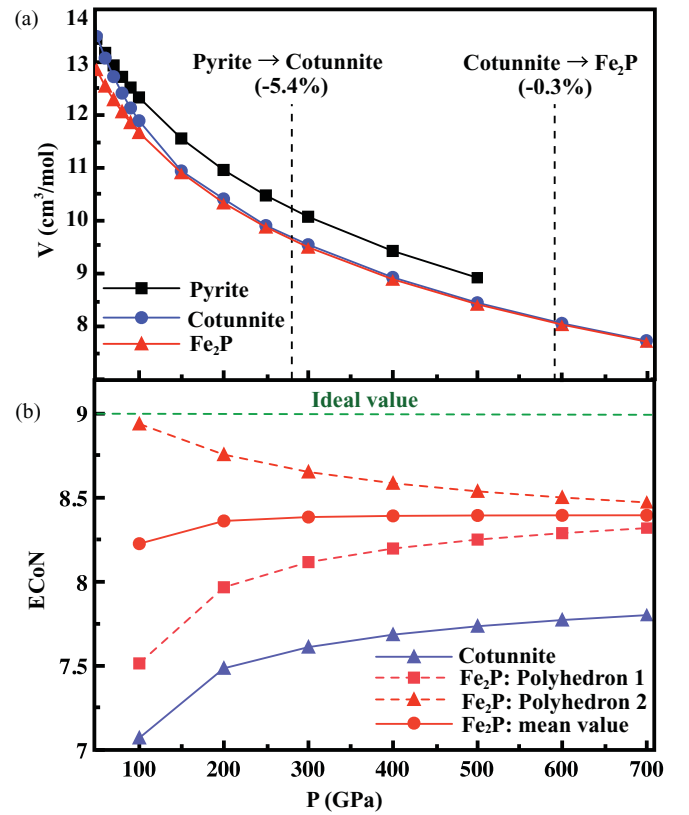 (a)
14
13
12
11
10
9
8
V (cm³/mol)
Pyrite → Cotunnite
(-5.4%)
Cotunnite → Fe₂P
(-0.3%)
Pyrite
Cotunnite
Fe₂P
(b)
9
8.5
8
7.5
7
ECoN
Ideal value
Cotunnite
Fe₂P: Polyhedron 1
Fe₂P: Polyhedron 2
Fe₂P: mean value
100 200 300 400 500 600 700
P (GPa)